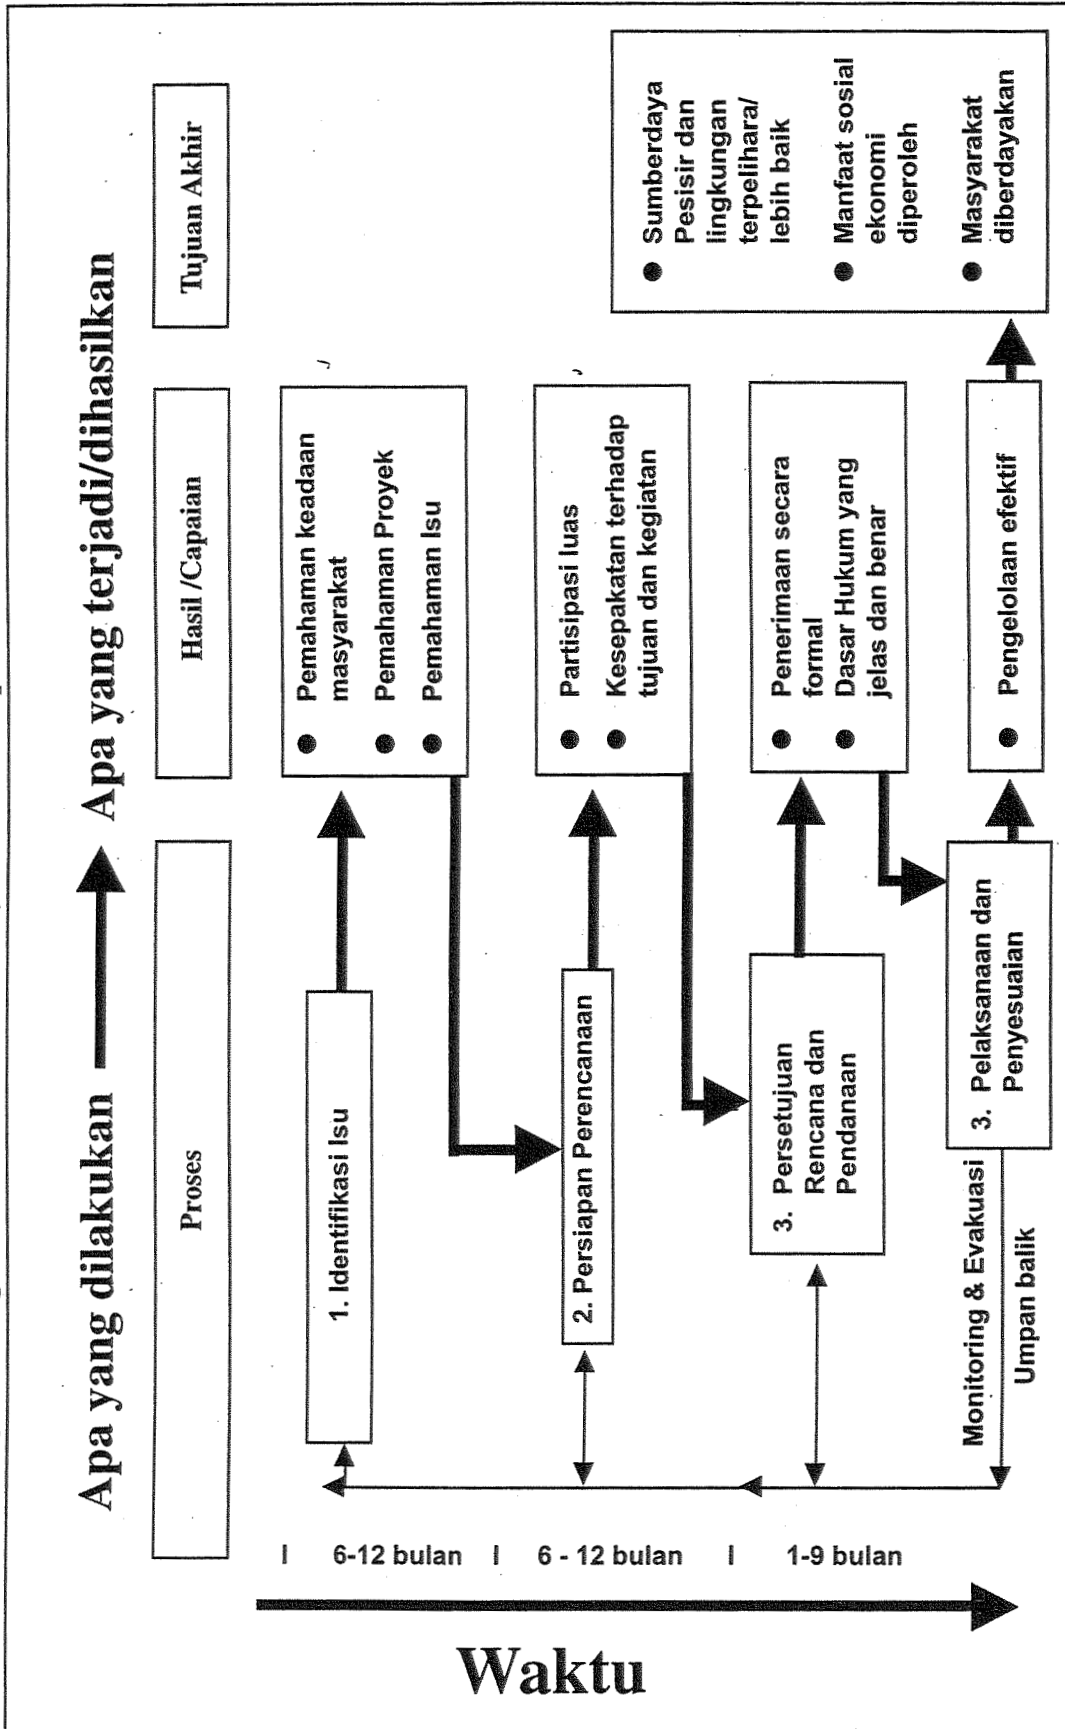 Apa yang dilakukan
Apa yang terjadi/dihasilkan
Proses
Hasil /Capaian
Tujuan Akhir
1. Identifikasi Isu
● Pemahaman keadaan
masyarakat
● Pemahaman Proyek
● Pemahaman Isu
2. Persiapan Perencanaan
● Partisipasi luas
● Kesepakatan terhadap
tujuan dan kegiatan
3. Persetujuan
Rencana dan
Pendanaan
● Penerimaan secara
formal
● Dasar Hukum yang
jelas dan benar
3. Pelaksanaan dan
Penyesuaian
● Pengelolaan efektif
● Sumberdaya
Pesisir dan
lingkungan
terpelihara/
lebih baik
● Manfaat sosial
ekonomi
diperoleh
● Masyarakat
diberdayakan
Monitoring & Evakuasi
Umpan balik
I 6-12 bulan I 6 - 12 bulan I 1-9 bulan
Waktu